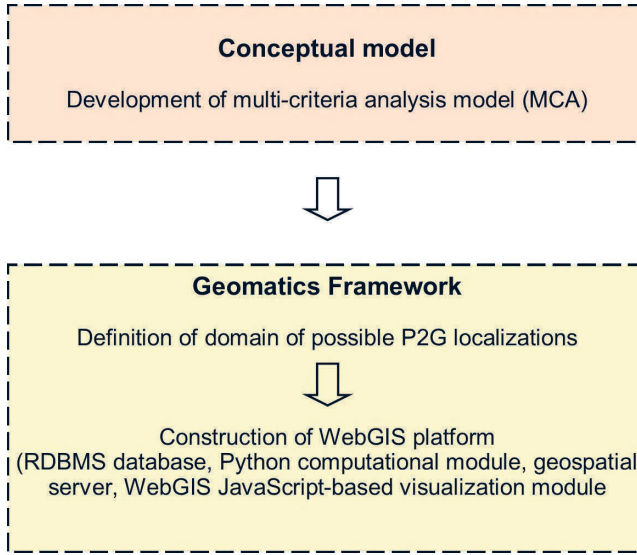 Conceptual model
Development of multi-criteria analysis model (MCA)
Geomatics Framework
Definition of domain of possible P2G localizations
Construction of WebGIS platform
(RDBMS database, Python computational module, geospatial
server, WebGIS JavaScript-based visualization module